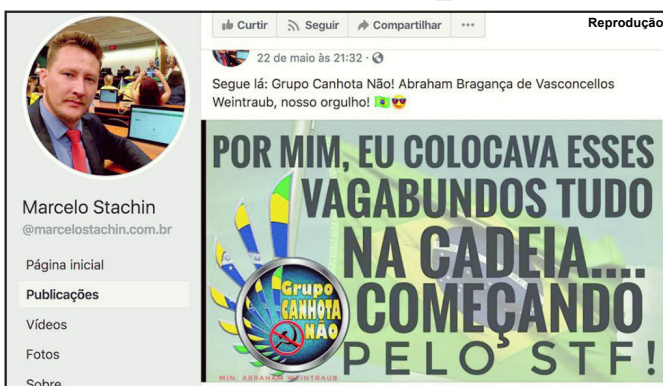 Curtir Seguir Compartilhar ...
Reprodução
22 de maio às 21:32 ·
Segue lá: Grupo Canhota Não! Abraham Bragança de Vasconcellos
Weintraub, nosso orgulho!
POR MIM, EU COLOCAVA ESSES
VAGABUNDOS TUDO
NA CADEIA....
COMEÇANDO
PELO STF!
Grupo
CANHOTA
NÃO
MIN. ABRAHAM WEINTRAUB
Marcelo Stachin
@marcelostachin.com.br
Página inicial
Publicações
Vídeos
Fotos
Sobre